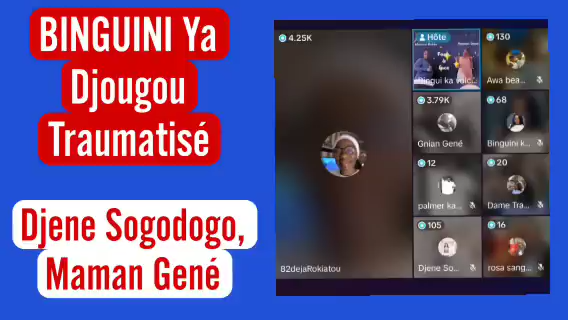 BINGUINI Ya
Djougou
Traumatisé
Djene Sogodogo,
Maman Gené
4.25K
82dejaRokiatou
Hôte
130
Awa bea...
3.79K
Gnian Gené
68
Binguini k...
12
palmer ka...
20
Dame Tra...
105
Djene So...
16
rosa sang...